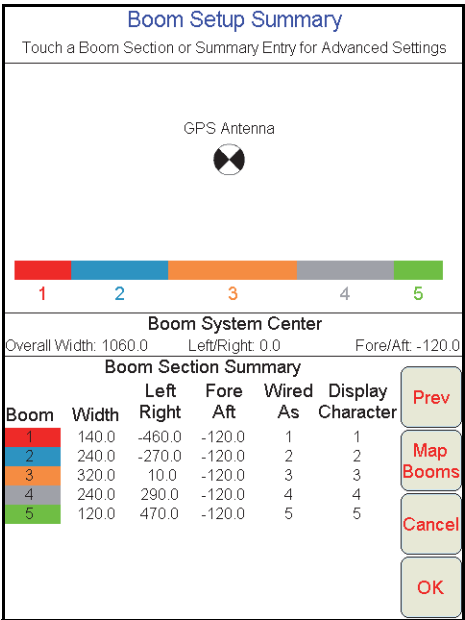 Boom Setup Summary
Touch a Boom Section or Summary Entry for Advanced Settings
GPS Antenna
1 2 3 4 5
Boom System Center
Overall Width: 1060.0 Left/Right: 0.0 Fore/Aft: -120.0
Boom Section Summary
Boom Width Left Right Fore Aft Wired As Display Character
1 140.0 -460.0 -120.0 1 1
2 240.0 -270.0 -120.0 2 2
3 320.0 10.0 -120.0 3 3
4 240.0 290.0 -120.0 4 4
5 120.0 470.0 -120.0 5 5
Prev
Map
Booms
Cancel
OK